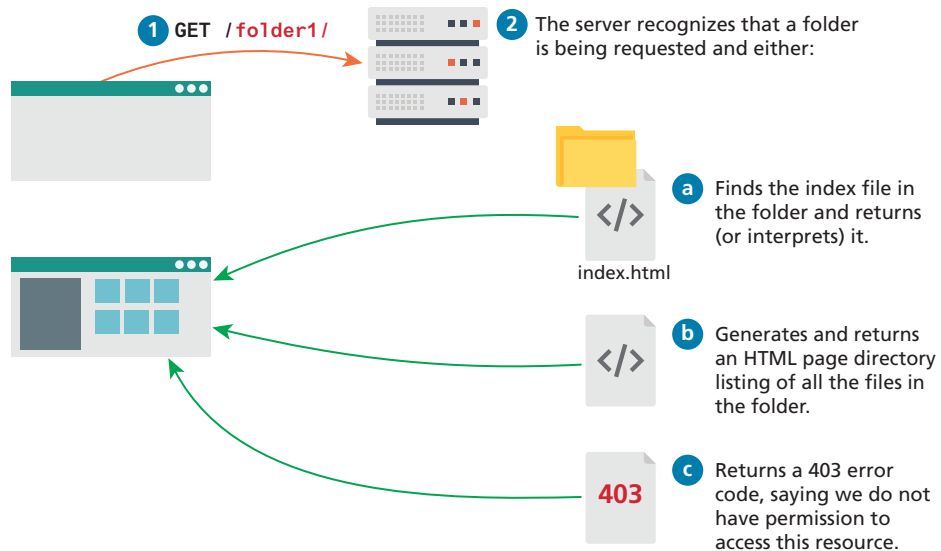 1 GET /folder1/
2 The server recognizes that a folder
is being requested and either:
a Finds the index file in
the folder and returns
(or interprets) it.
</>
index.html
b Generates and returns
an HTML page directory
listing of all the files in
the folder.
</>
c Returns a 403 error
code, saying we do not
have permission to
access this resource.
403